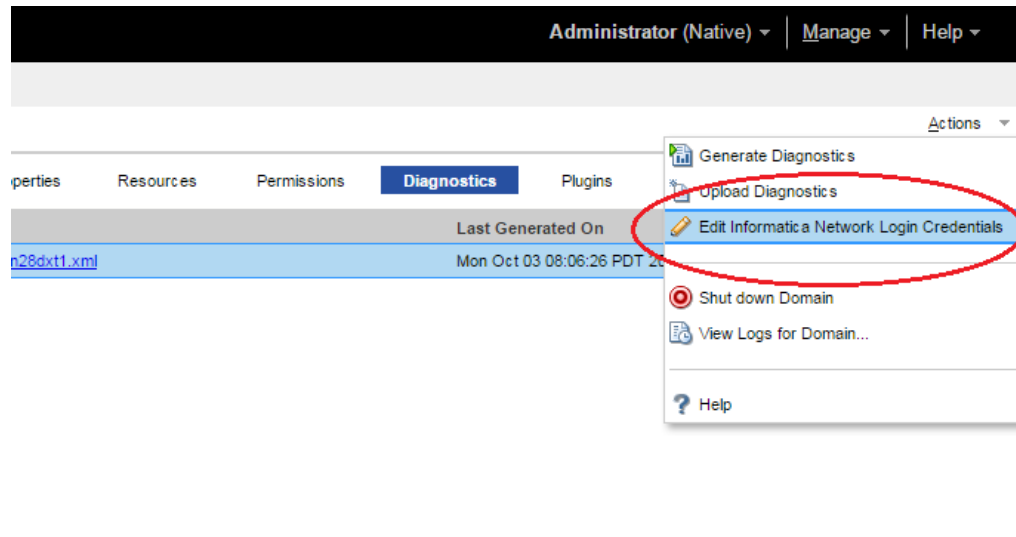 Administrator (Native) Manage Help
Actions
operties Resources Permissions Diagnostics Plugins
Generate Diagnostics
Upload Diagnostics
Last Generated On
Edit Informatica Network Login Credentials
n28dxt1.xml Mon Oct 03 08:06:26 PDT 20
Shut down Domain
View Logs for Domain...
Help